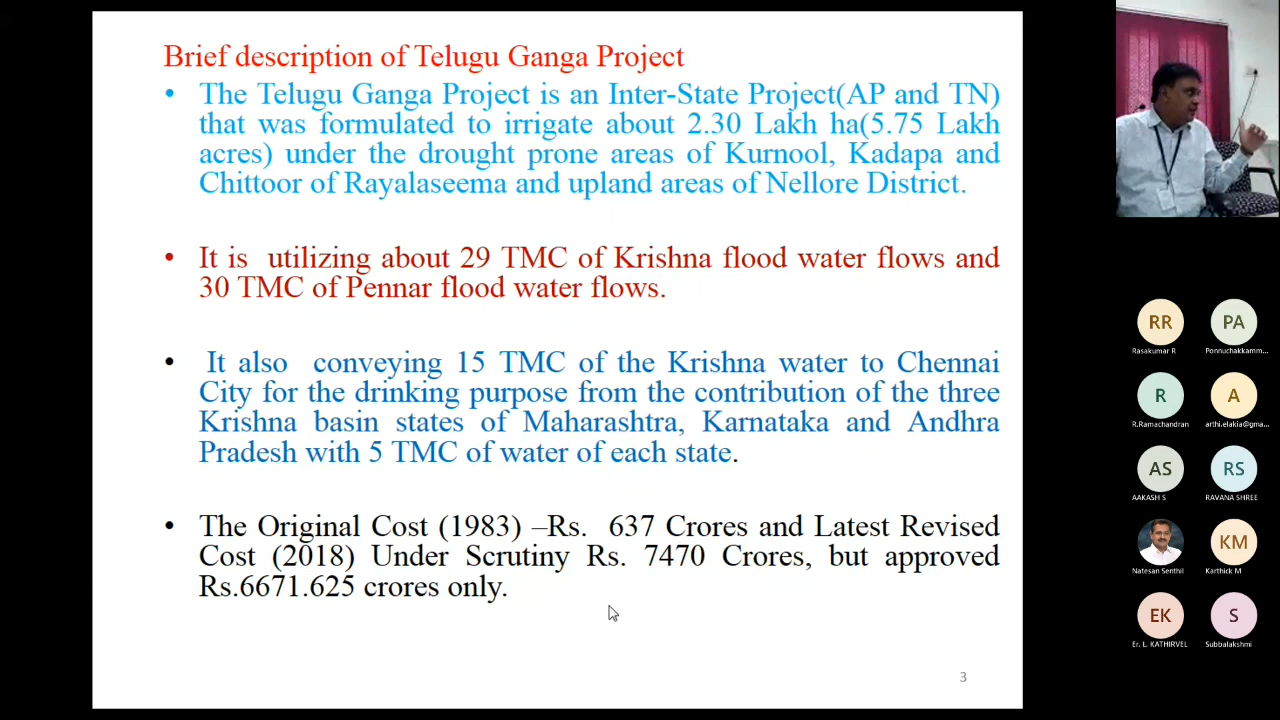 Brief description of Telugu Ganga Project
• The Telugu Ganga Project is an Inter-State Project(AP and TN)
that was formulated to irrigate about 2.30 Lakh ha(5.75 Lakh
acres) under the drought prone areas of Kurnool, Kadapa and
Chittoor of Rayalaseema and upland areas of Nellore District.
• It is utilizing about 29 TMC of Krishna flood water flows and
30 TMC of Pennar flood water flows.
• It also conveying 15 TMC of the Krishna water to Chennai
City for the drinking purpose from the contribution of the three
Krishna basin states of Maharashtra, Karnataka and Andhra
Pradesh with 5 TMC of water of each state.
• The Original Cost (1983) –Rs. 637 Crores and Latest Revised
Cost (2018) Under Scrutiny Rs. 7470 Crores, but approved
Rs.6671.625 crores only.
3
RR
PA
Rasakumar R
Ponnuchakkamm...
R
A
R.Ramachandran
arthi.elakia@gma...
AS
RS
AAKASH S
RAVANA SHREE
KM
Natesan Senthil
Karthick M
EK
S
Er. L. KATHIRVEL
Subbalakshmi